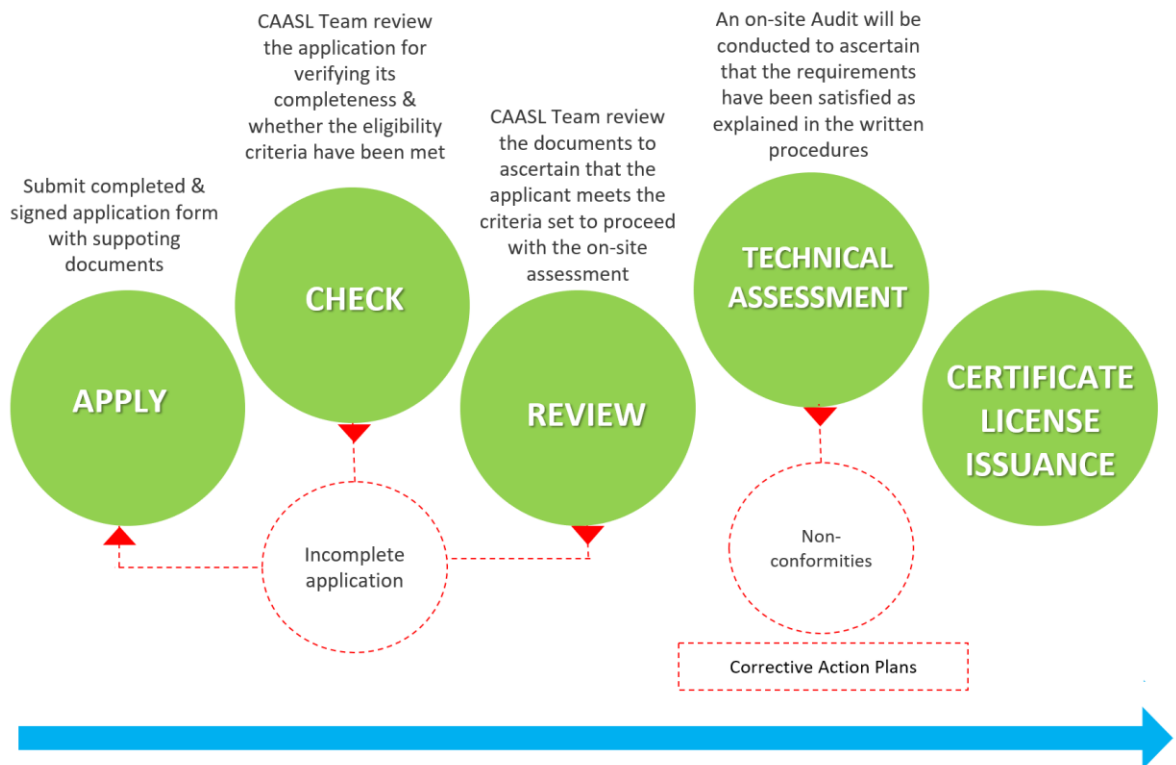 Submit completed &
signed application form
with suppoting
documents
APPLY
CAASL Team review
the application for
verifying its
completeness &
whether the eligibility
criteria have been met
CHECK
CAASL Team review
the documents to
ascertain that the
applicant meets the
criteria set to proceed
with the on-site
assessment
REVIEW
An on-site Audit will be
conducted to ascertain
that the requirements
have been satisfied as
explained in the written
procedures
TECHNICAL
ASSESSMENT
CERTIFICATE
LICENSE
ISSUANCE
Incomplete
application
Non-
conformities
Corrective Action Plans